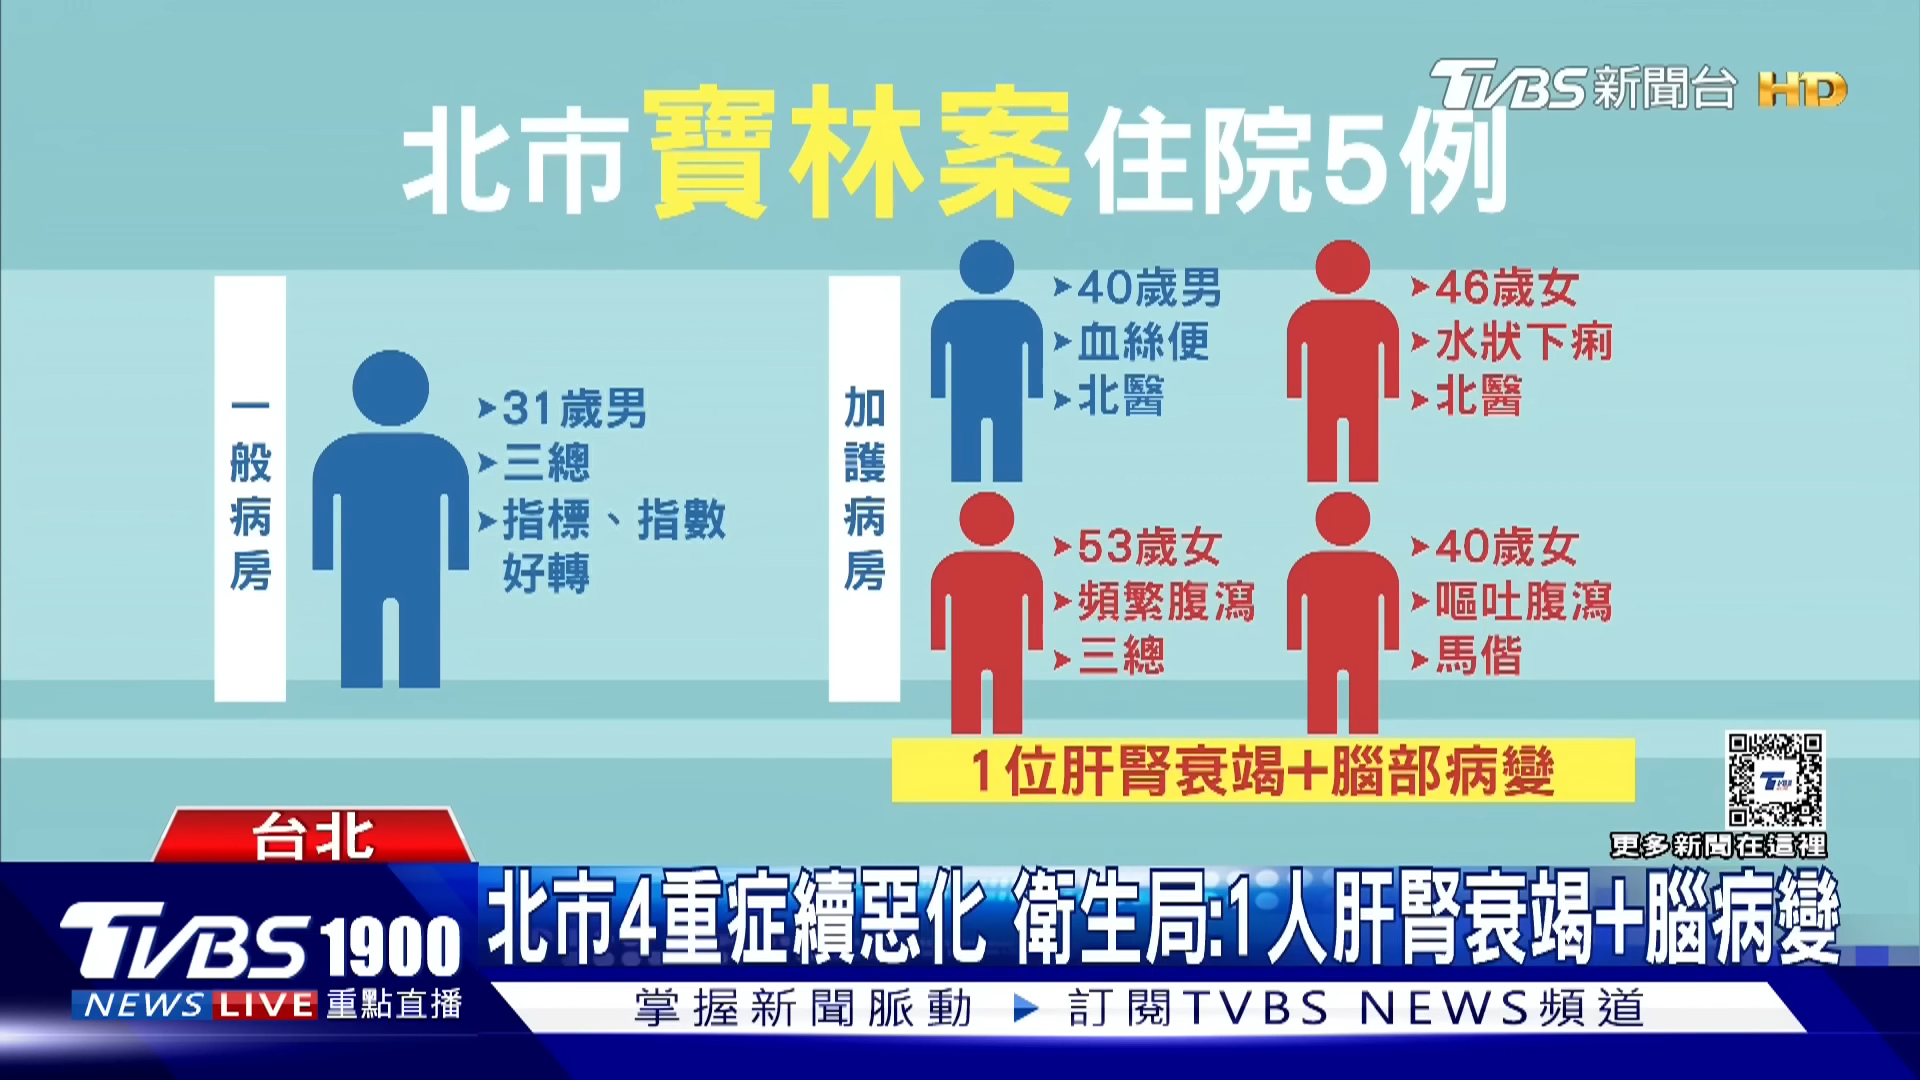 TVBS新聞台 HD
北市寶林案住院5例
一般病房
31歲男
三總
指標、指數
好轉
加護病房
40歲男
血絲便
北醫
46歲女
水狀下痢
北醫
53歲女
頻繁腹瀉
三總
40歲女
嘔吐腹瀉
馬偕
1位肝腎衰竭+腦部病變
更多新聞在這裡
台北
北市4重症續惡化 衛生局:1人肝腎衰竭+腦病變
TVBS 1900
NEWS LIVE 重點直播
掌握新聞脈動 ▶ 訂閱TVBS NEWS頻道